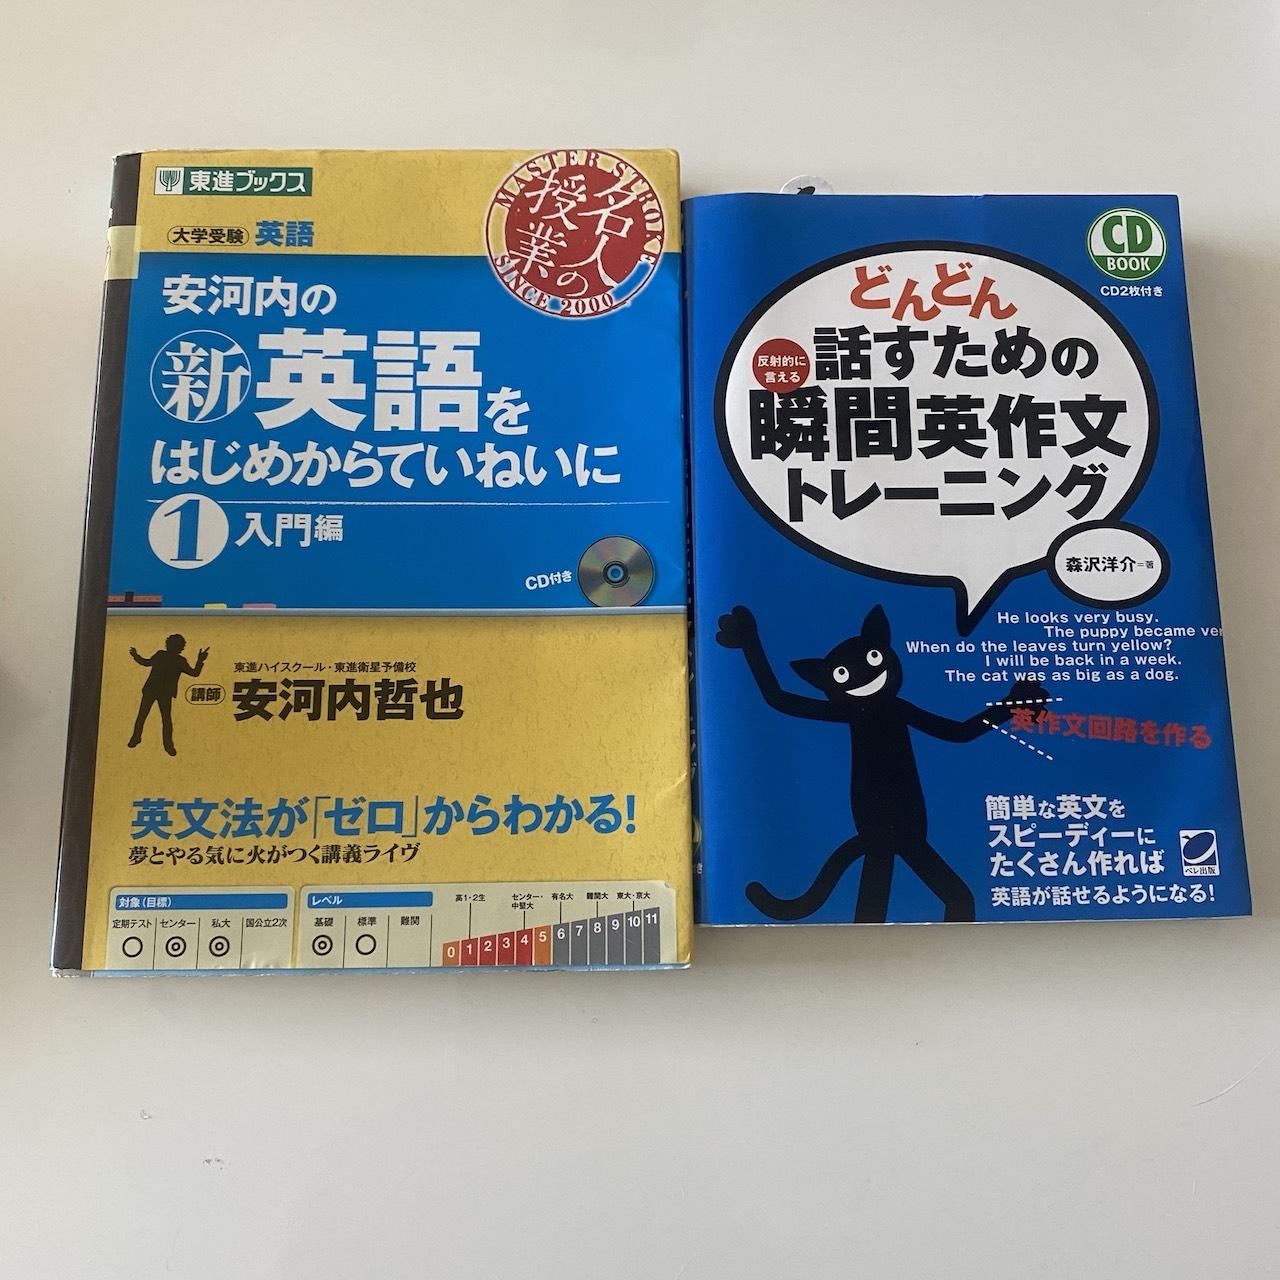 東進ブックス
大学受験 英語
MASTER STROKE
名人の
授業
SINCE 2000
安河内の
新 英語を
はじめからていねいに
1 入門編
CD付き
東進ハイスクール・東進衛星予備校
講師 安河内哲也
英文法が「ゼロ」からわかる!
夢とやる気に火がつく講義ライヴ
対象(目標)
定期テスト センター 私大 国公立2次
○ ◎ ◎
レベル
基礎 標準 難関
◎ ○
高1・2生 センター・中堅大 有名大 難関大 東大・京大
0 1 2 3 4 5 6 7 8 9 10 11
CD
BOOK
CD2枚付き
どんどん
話すための
反射的に
言える
瞬間英作文
トレーニング
森沢洋介=著
He looks very busy.
The puppy became ver
When do the leaves turn yellow?
I will be back in a week.
The cat was as big as a dog.
英作文回路を作る
簡単な英文を
スピーディーに
たくさん作れば
英語が話せるようになる!
ベレ出版